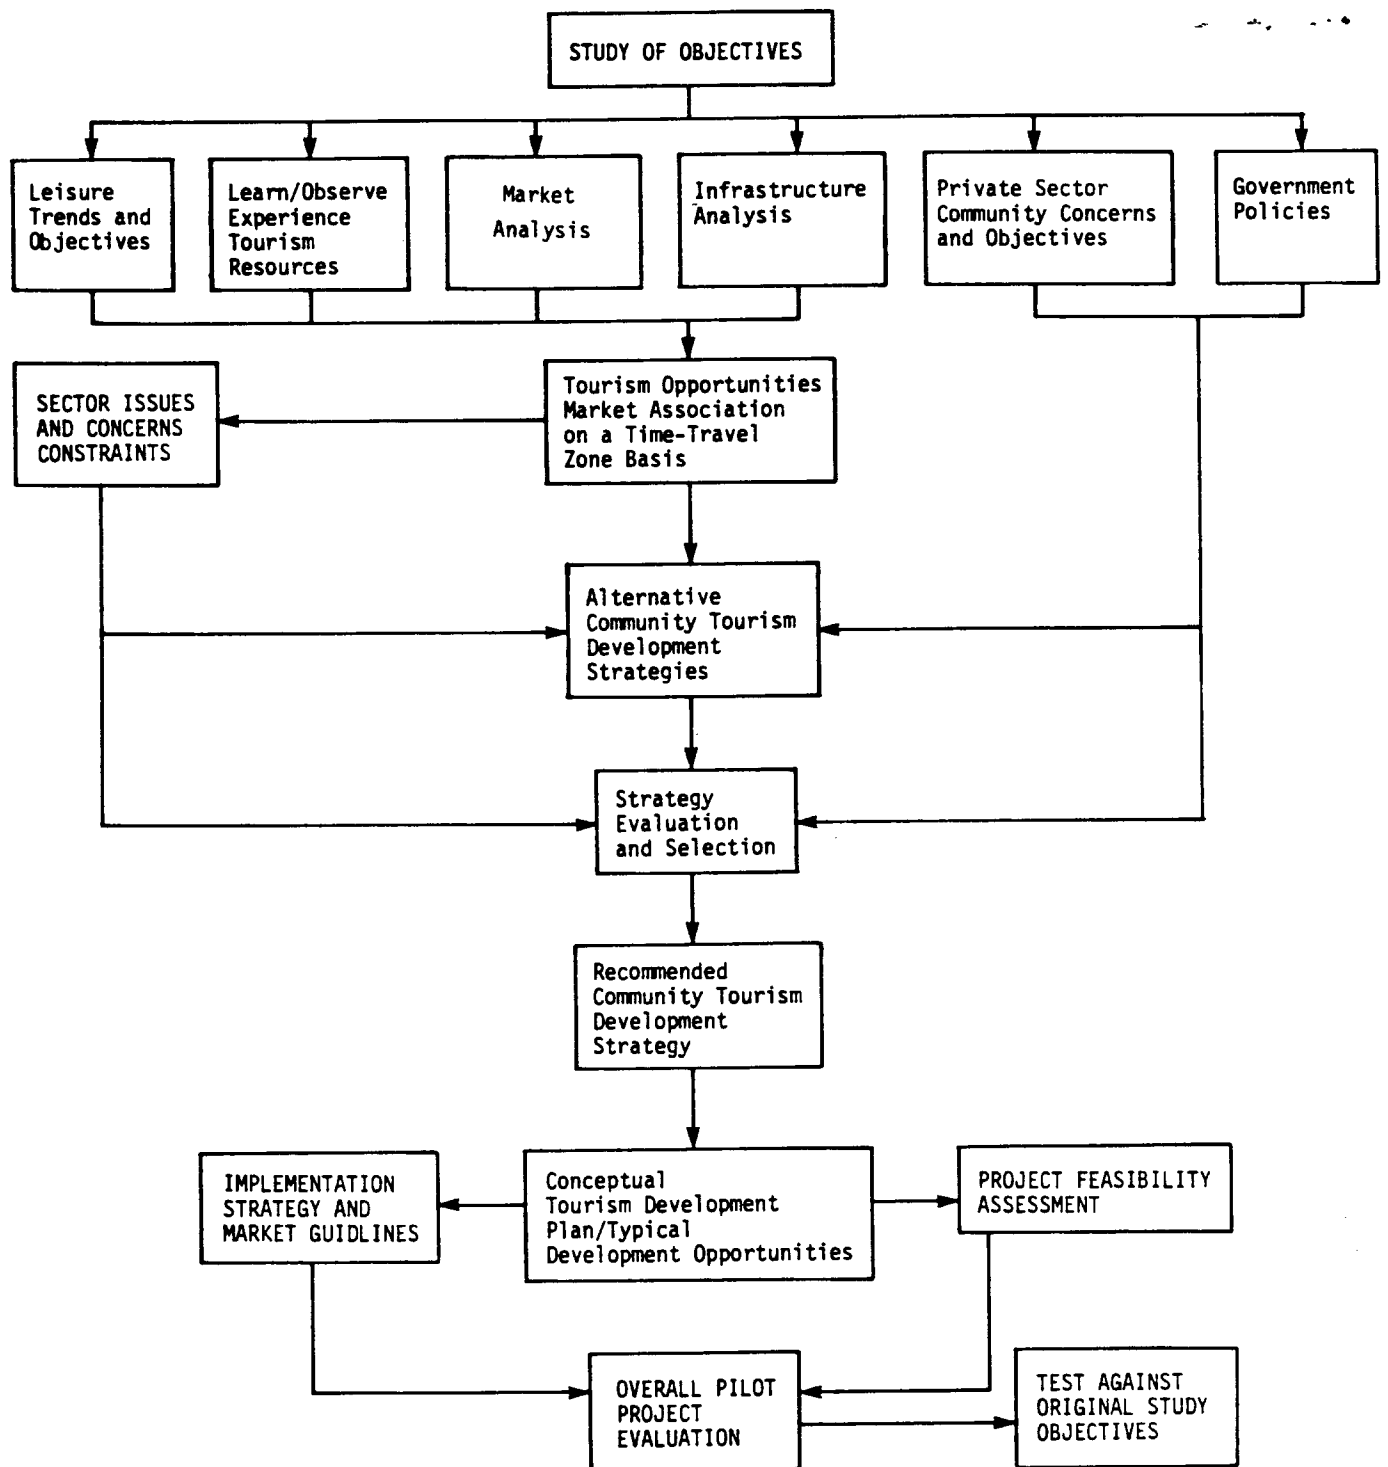 STUDY OF OBJECTIVES
Leisure
Trends and
Objectives
Learn/Observe
Experience
Tourism
Resources
Market
Analysis
Infrastructure
Analysis
Private Sector
Community Concerns
and Objectives
Government
Policies
SECTOR ISSUES
AND CONCERNS
CONSTRAINTS
Tourism Opportunities
Market Association
on a Time-Travel
Zone Basis
Alternative
Community Tourism
Development
Strategies
Strategy
Evaluation
and Selection
Recommended
Community Tourism
Development
Strategy
IMPLEMENTATION
STRATEGY AND
MARKET GUIDLINES
Conceptual
Tourism Development
Plan/Typical
Development Opportunities
PROJECT FEASIBILITY
ASSESSMENT
OVERALL PILOT
PROJECT
EVALUATION
TEST AGAINST
ORIGINAL STUDY
OBJECTIVES